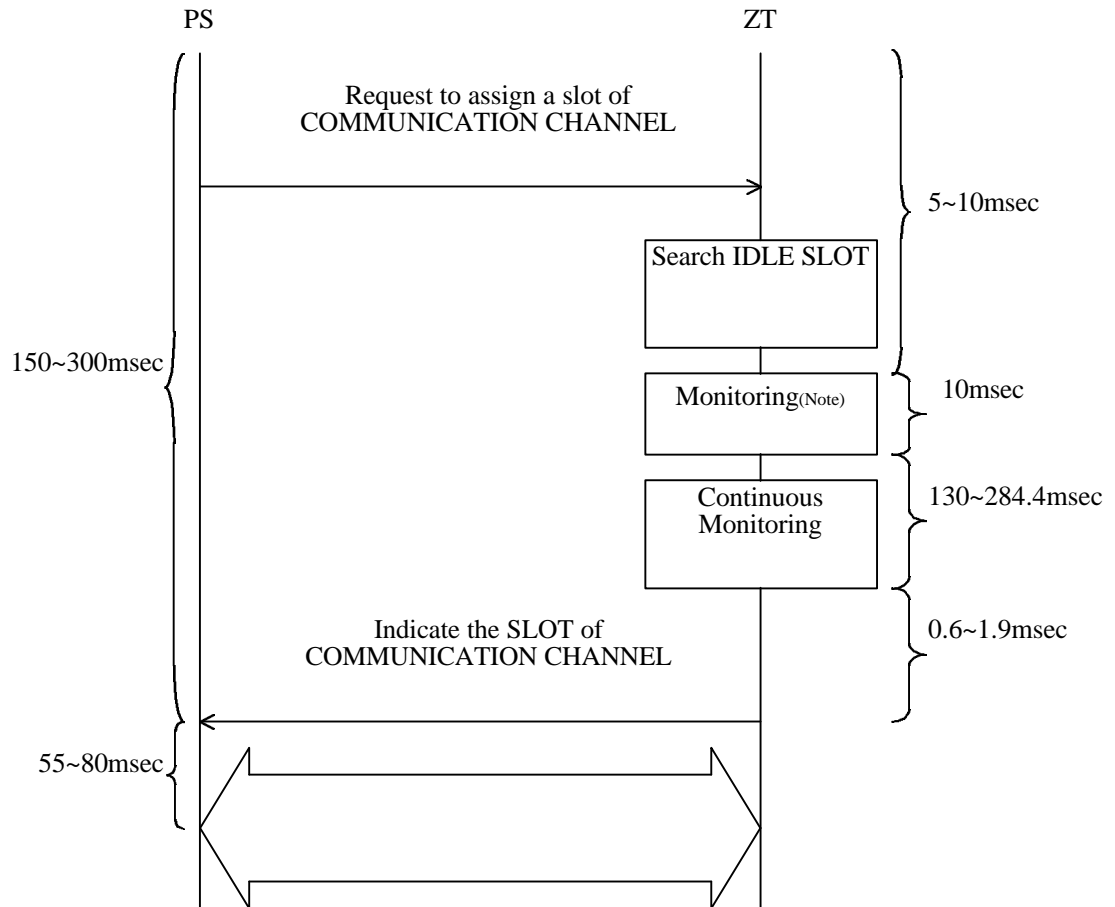 PS
ZT
Request to assign a slot of
COMMUNICATION CHANNEL
5~10msec
Search IDLE SLOT
150~300msec
Monitoring(Note)
10msec
Continuous
Monitoring
130~284.4msec
Indicate the SLOT of
COMMUNICATION CHANNEL
0.6~1.9msec
55~80msec